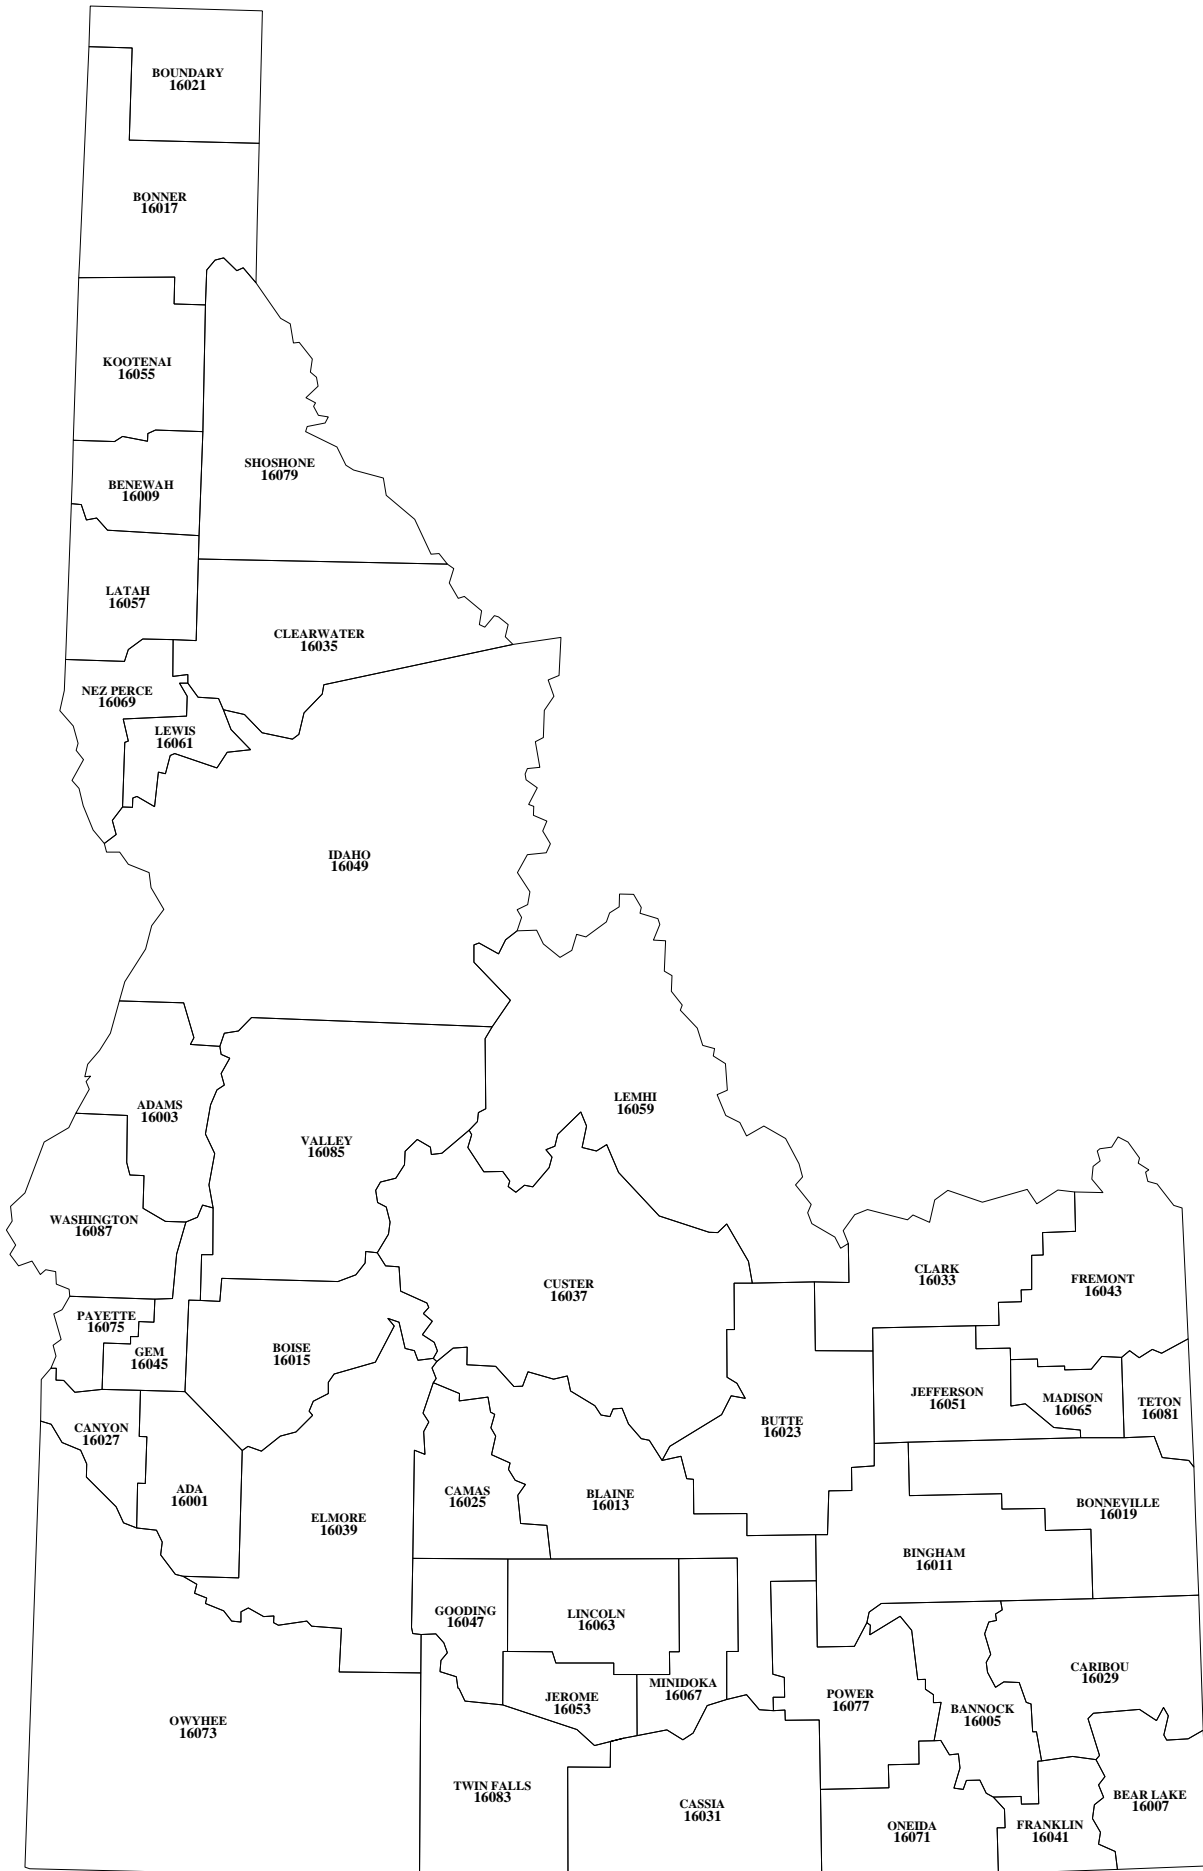 BOUNDARY
16021
BONNER
16017
KOOTENAI
16055
SHOSHONE
16079
BENEWAH
16009
LATAH
16057
CLEARWATER
16035
NEZ PERCE
16069
LEWIS
16061
IDAHO
16049
LEMHI
16059
ADAMS
16003
VALLEY
16085
WASHINGTON
16087
CLARK
16033
FREMONT
16043
CUSTER
16037
PAYETTE
16075
GEM
16045
BOISE
16015
JEFFERSON
16051
MADISON
16065
TETON
16081
BUTTE
16023
CANYON
16027
ADA
16001
CAMAS
16025
BLAINE
16013
BONNEVILLE
16019
ELMORE
16039
BINGHAM
16011
GOODING
16047
LINCOLN
16063
CARIBOU
16029
MINIDOKA
16067
JEROME
16053
POWER
16077
BANNOCK
16005
OWYHEE
16073
TWIN FALLS
16083
CASSIA
16031
BEAR LAKE
16007
ONEIDA
16071
FRANKLIN
16041